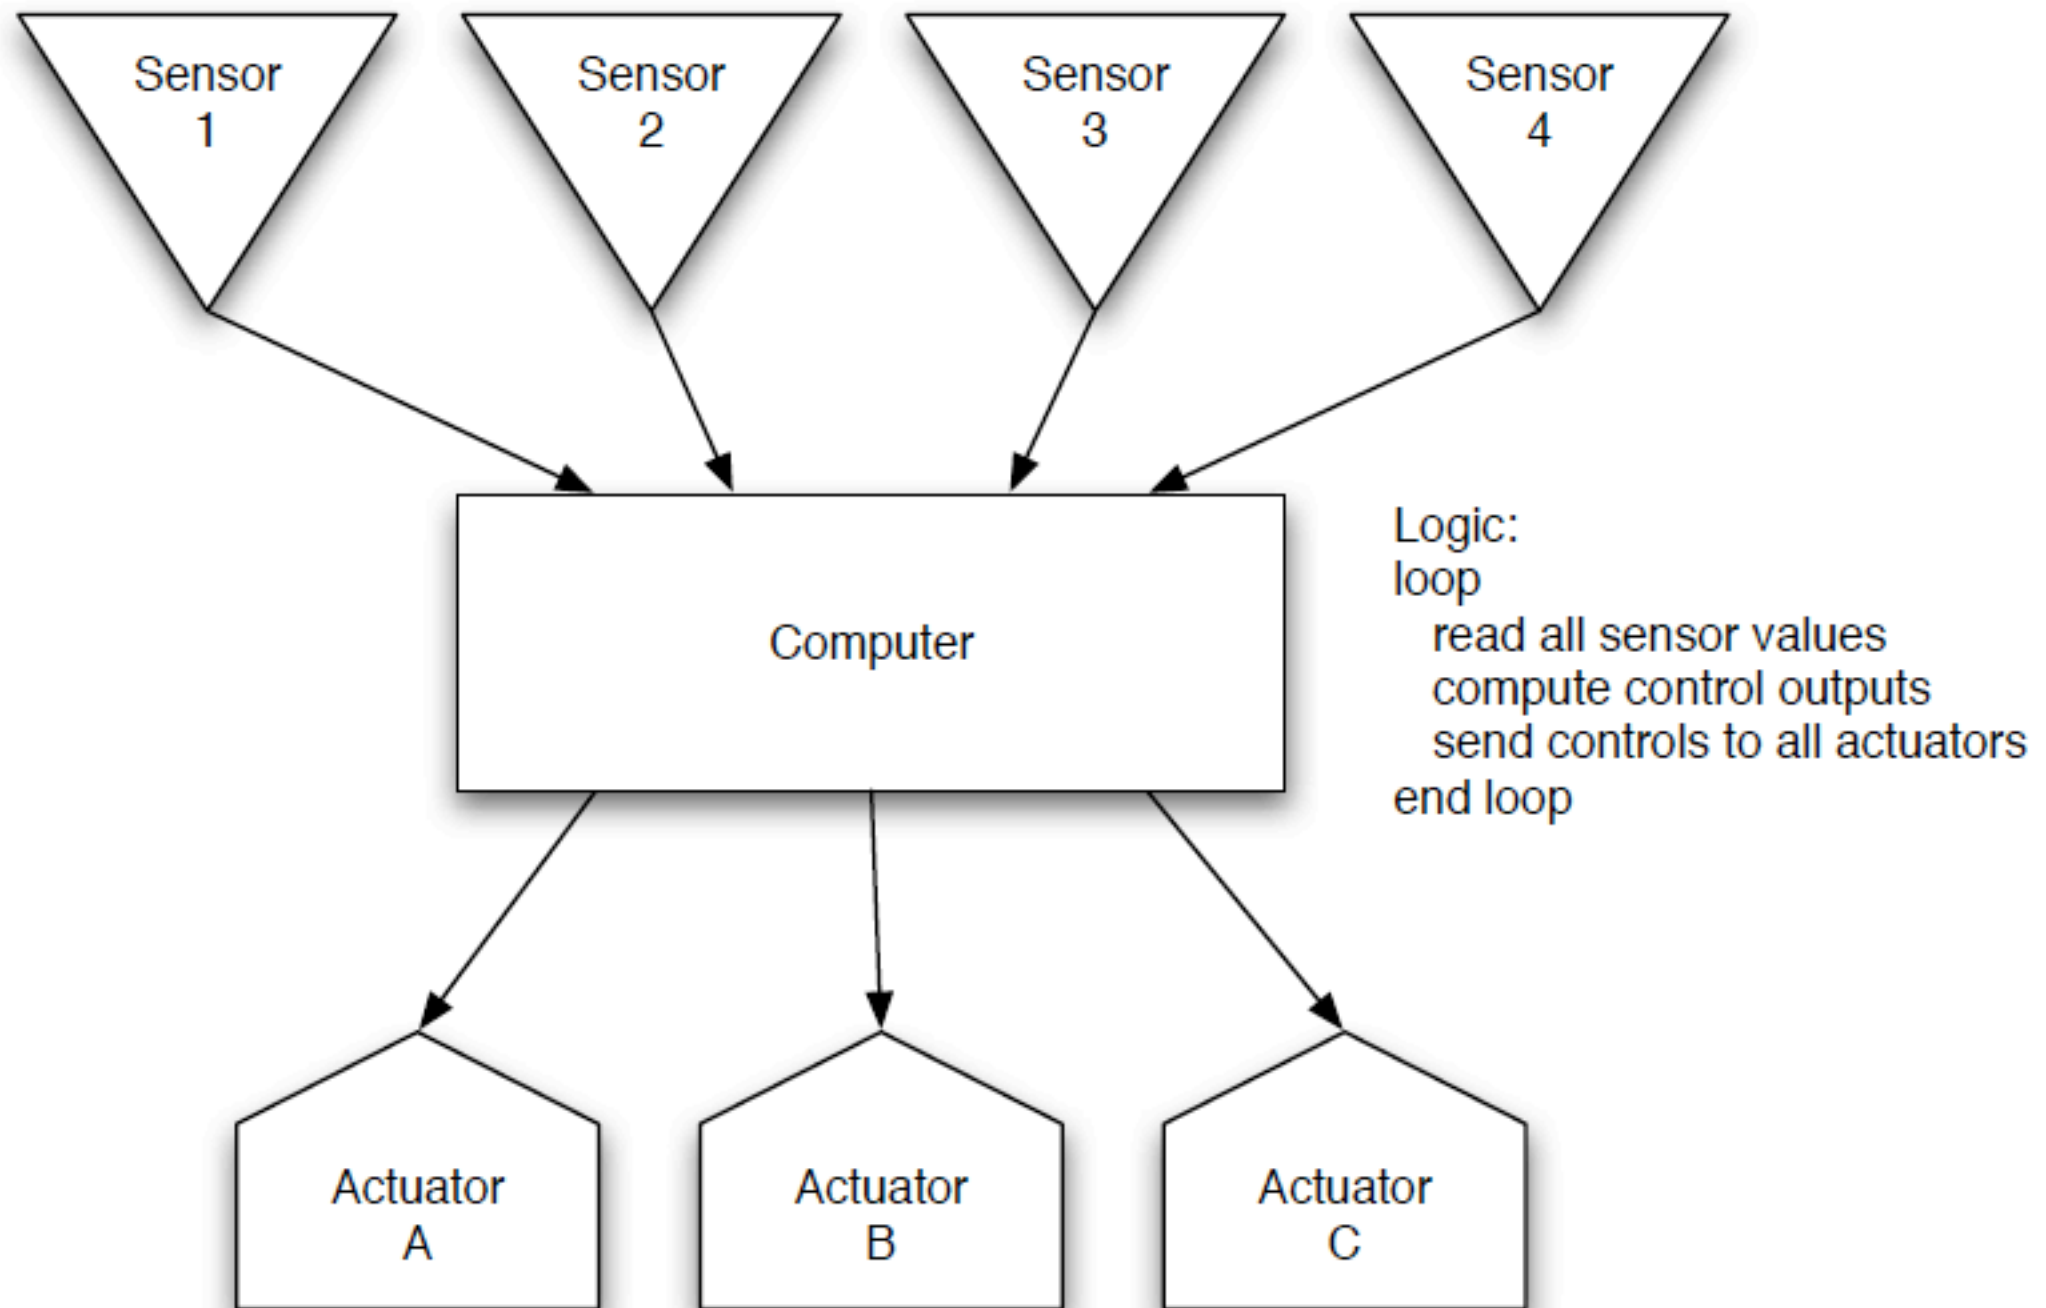 Sensor
1
Sensor
2
Sensor
3
Sensor
4
Computer
Logic:
loop
read all sensor values
compute control outputs
send controls to all actuators
end loop
Actuator
A
Actuator
B
Actuator
C